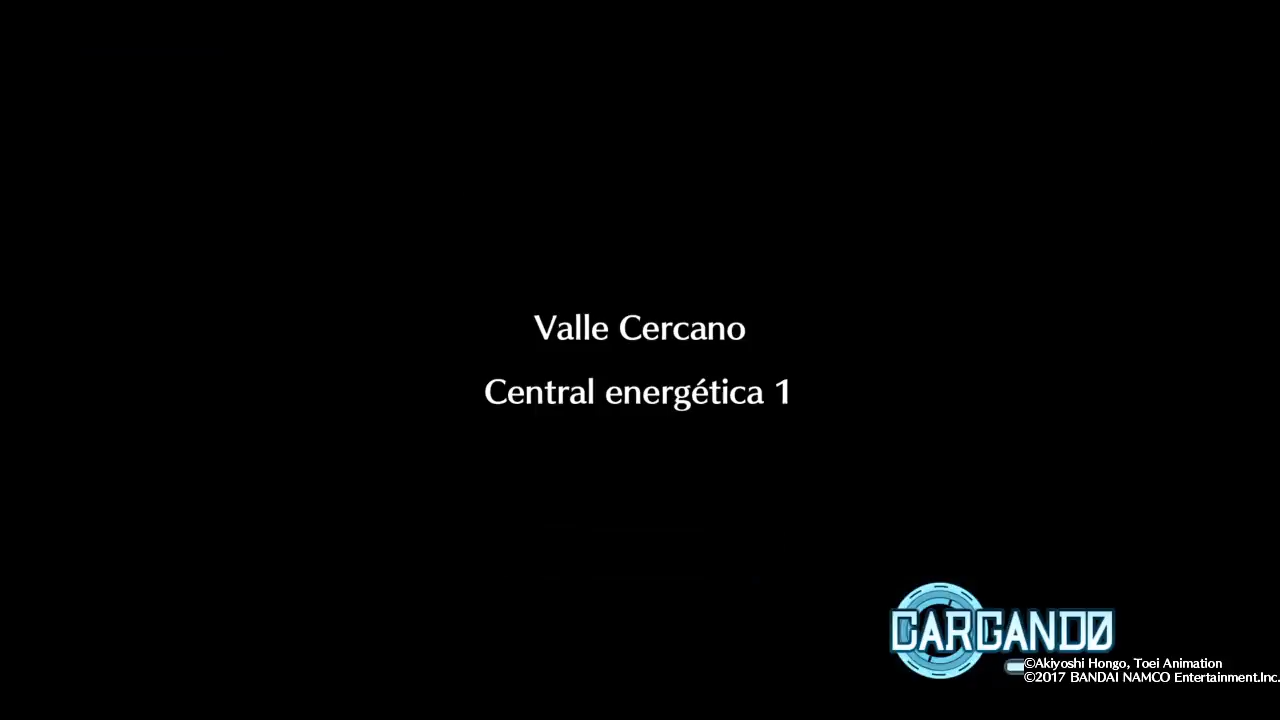 Valle Cercano
Central energética 1
CARGANDO
©Akiyoshi Hongo, Toei Animation
©2017 BANDAI NAMCO Entertainment.Inc.